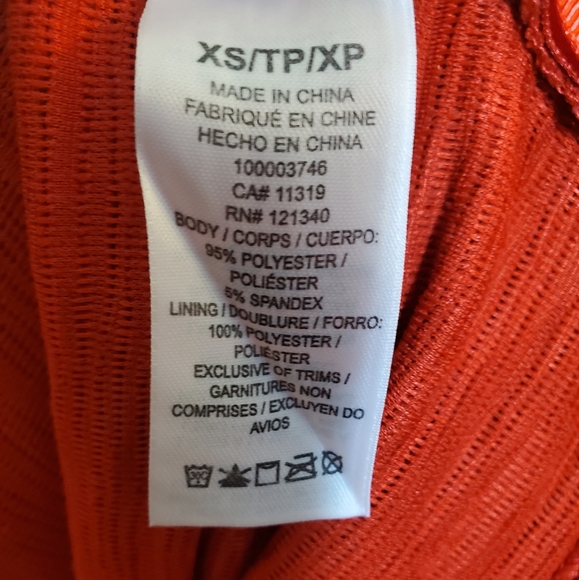 XS/TP/XP
MADE IN CHINA
FABRIQUÉ EN CHINE
HECHO EN CHINA
100003746
CA# 11319
RN# 121340
BODY / CORPS / CUERPO:
95% POLYESTER /
POLIÉSTER
5% SPANDEX
LINING / DOUBLURE / FORRO:
100% POLYESTER /
POLIÉSTER
EXCLUSIVE OF TRIMS /
GARNITURES NON
COMPRISES / EXCLUYEN DO
AVIOS